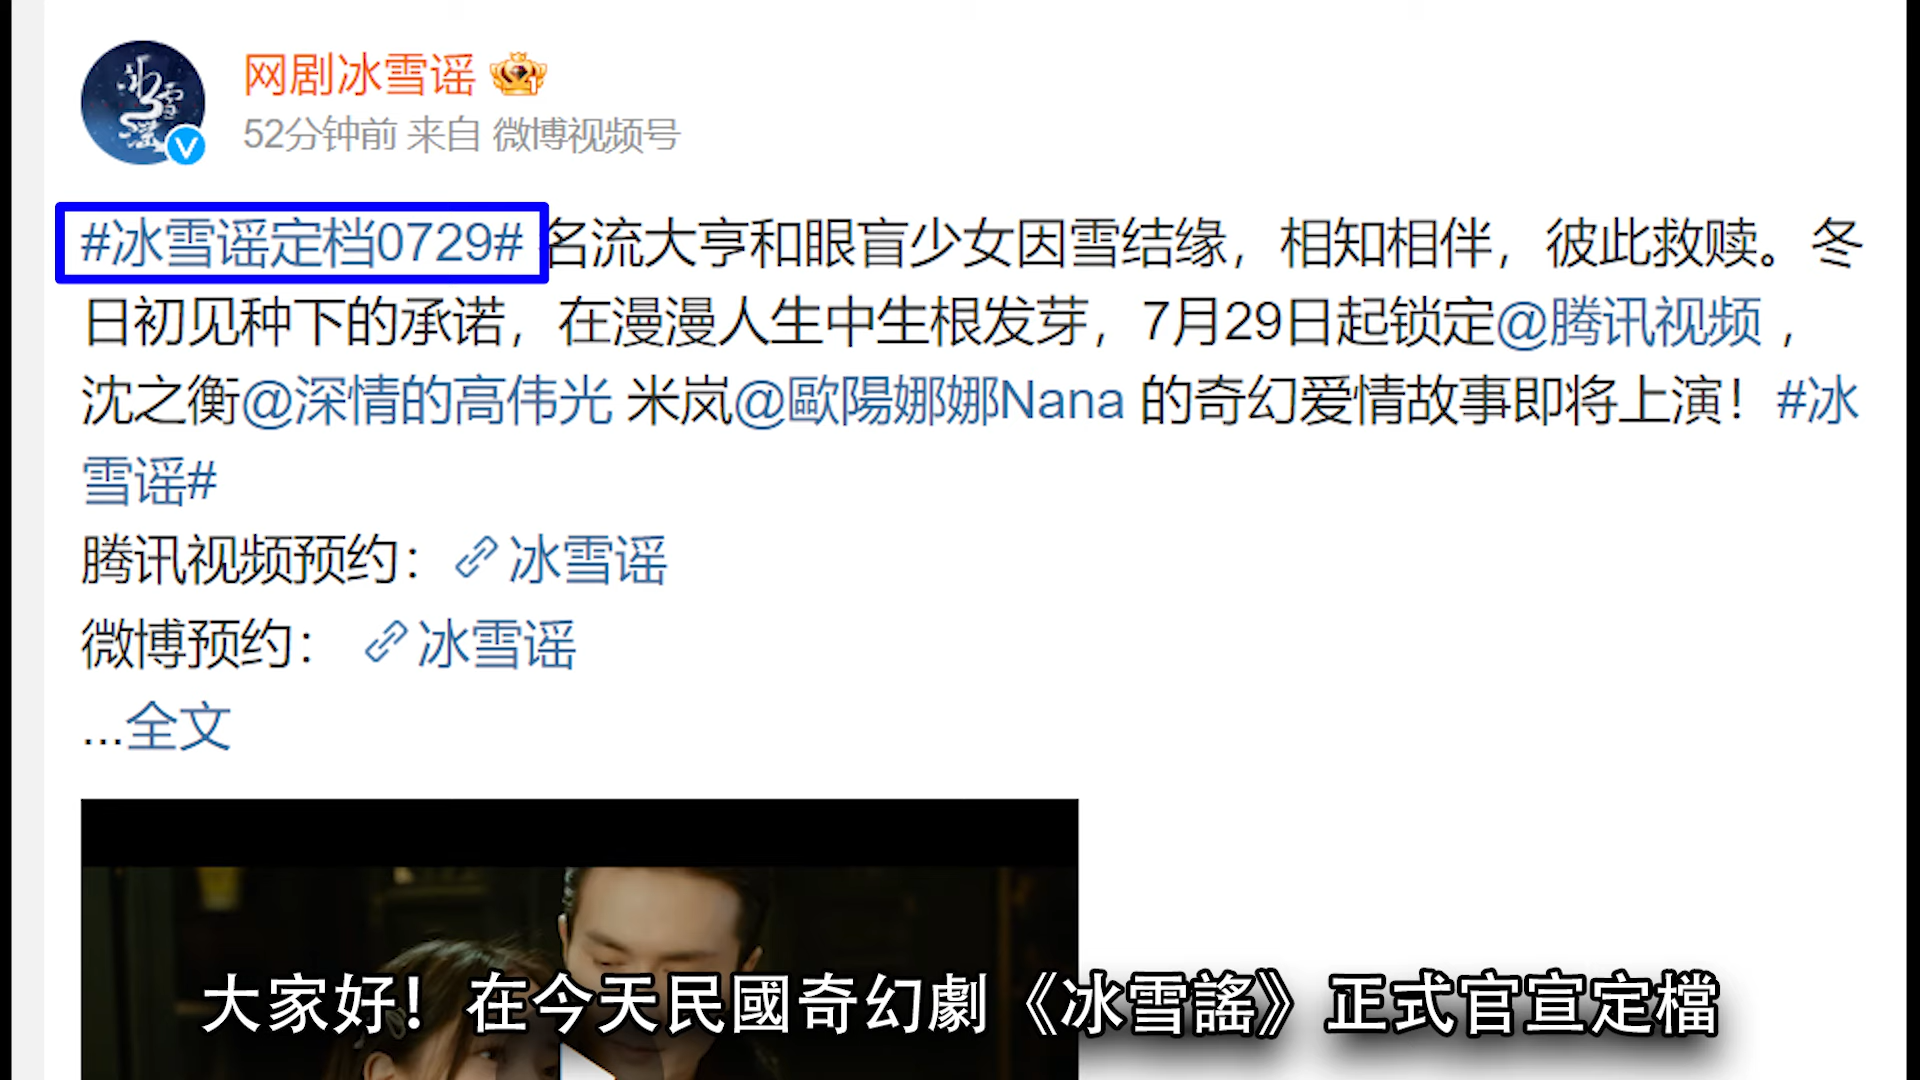 冰雪谣
网剧冰雪谣
52分钟前 来自 微博视频号
#冰雪谣定档0729# 名流大亨和眼盲少女因雪结缘，相知相伴，彼此救赎。冬
日初见种下的承诺，在漫漫人生中生根发芽，7月29日起锁定@腾讯视频，
沈之衡@深情的高伟光 米岚@歐陽娜娜Nana 的奇幻爱情故事即将上演！#冰
雪谣#
腾讯视频预约：冰雪谣
微博预约：冰雪谣
...全文
大家好！在今天民國奇幻劇《冰雪謠》正式官宣定檔